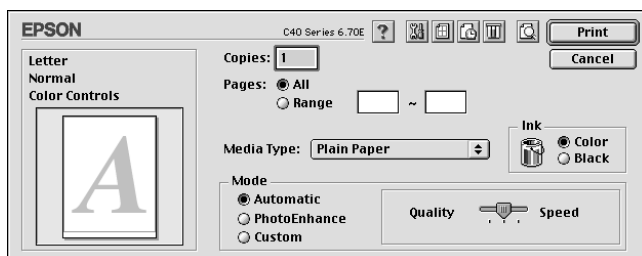 EPSON
C40 Series 6.70E
?
Print
Cancel
Letter
Normal
Color Controls
A
Copies: 1
Pages: All
Range ~
Media Type: Plain Paper
Ink
Color
Black
Mode
Automatic
PhotoEnhance
Custom
Quality Speed